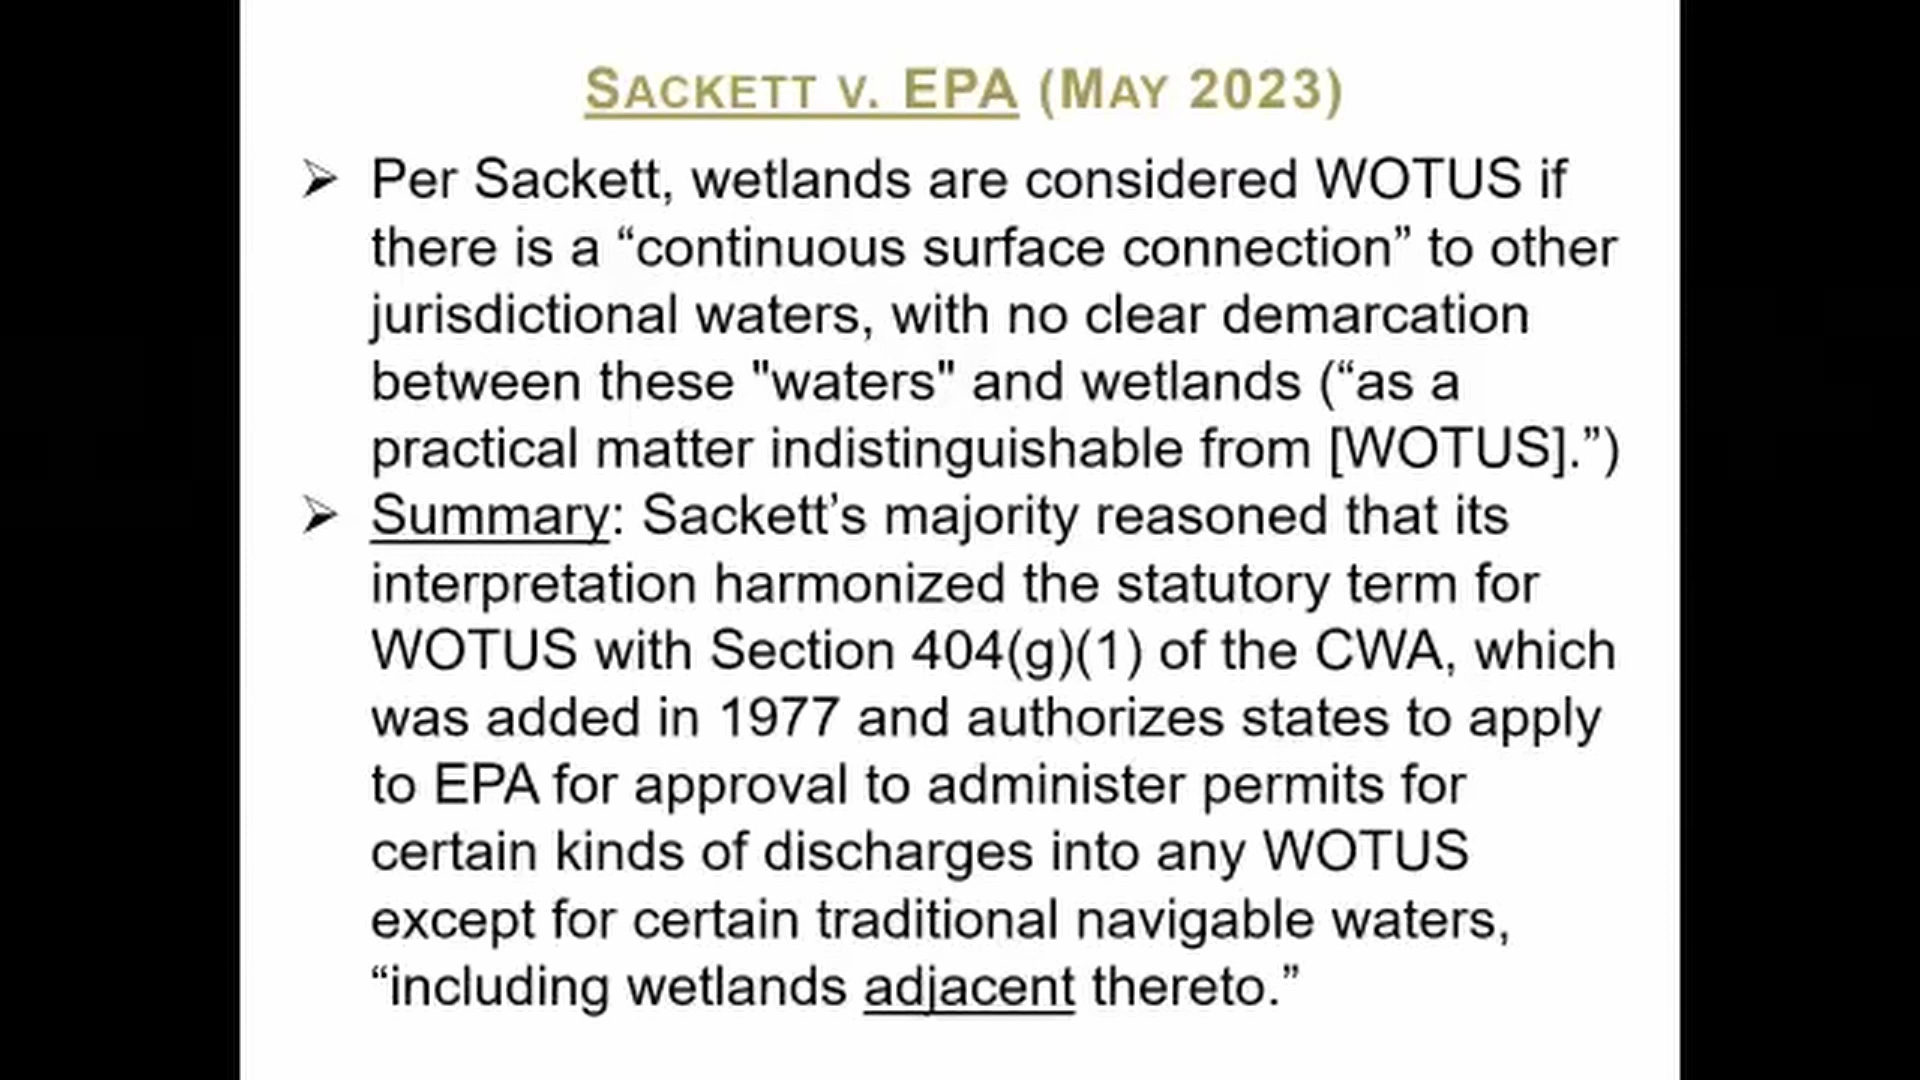 SACKETT V. EPA (MAY 2023)
➢ Per Sackett, wetlands are considered WOTUS if
there is a “continuous surface connection” to other
jurisdictional waters, with no clear demarcation
between these "waters" and wetlands (“as a
practical matter indistinguishable from [WOTUS].”)
➢ Summary: Sackett’s majority reasoned that its
interpretation harmonized the statutory term for
WOTUS with Section 404(g)(1) of the CWA, which
was added in 1977 and authorizes states to apply
to EPA for approval to administer permits for
certain kinds of discharges into any WOTUS
except for certain traditional navigable waters,
“including wetlands adjacent thereto.”